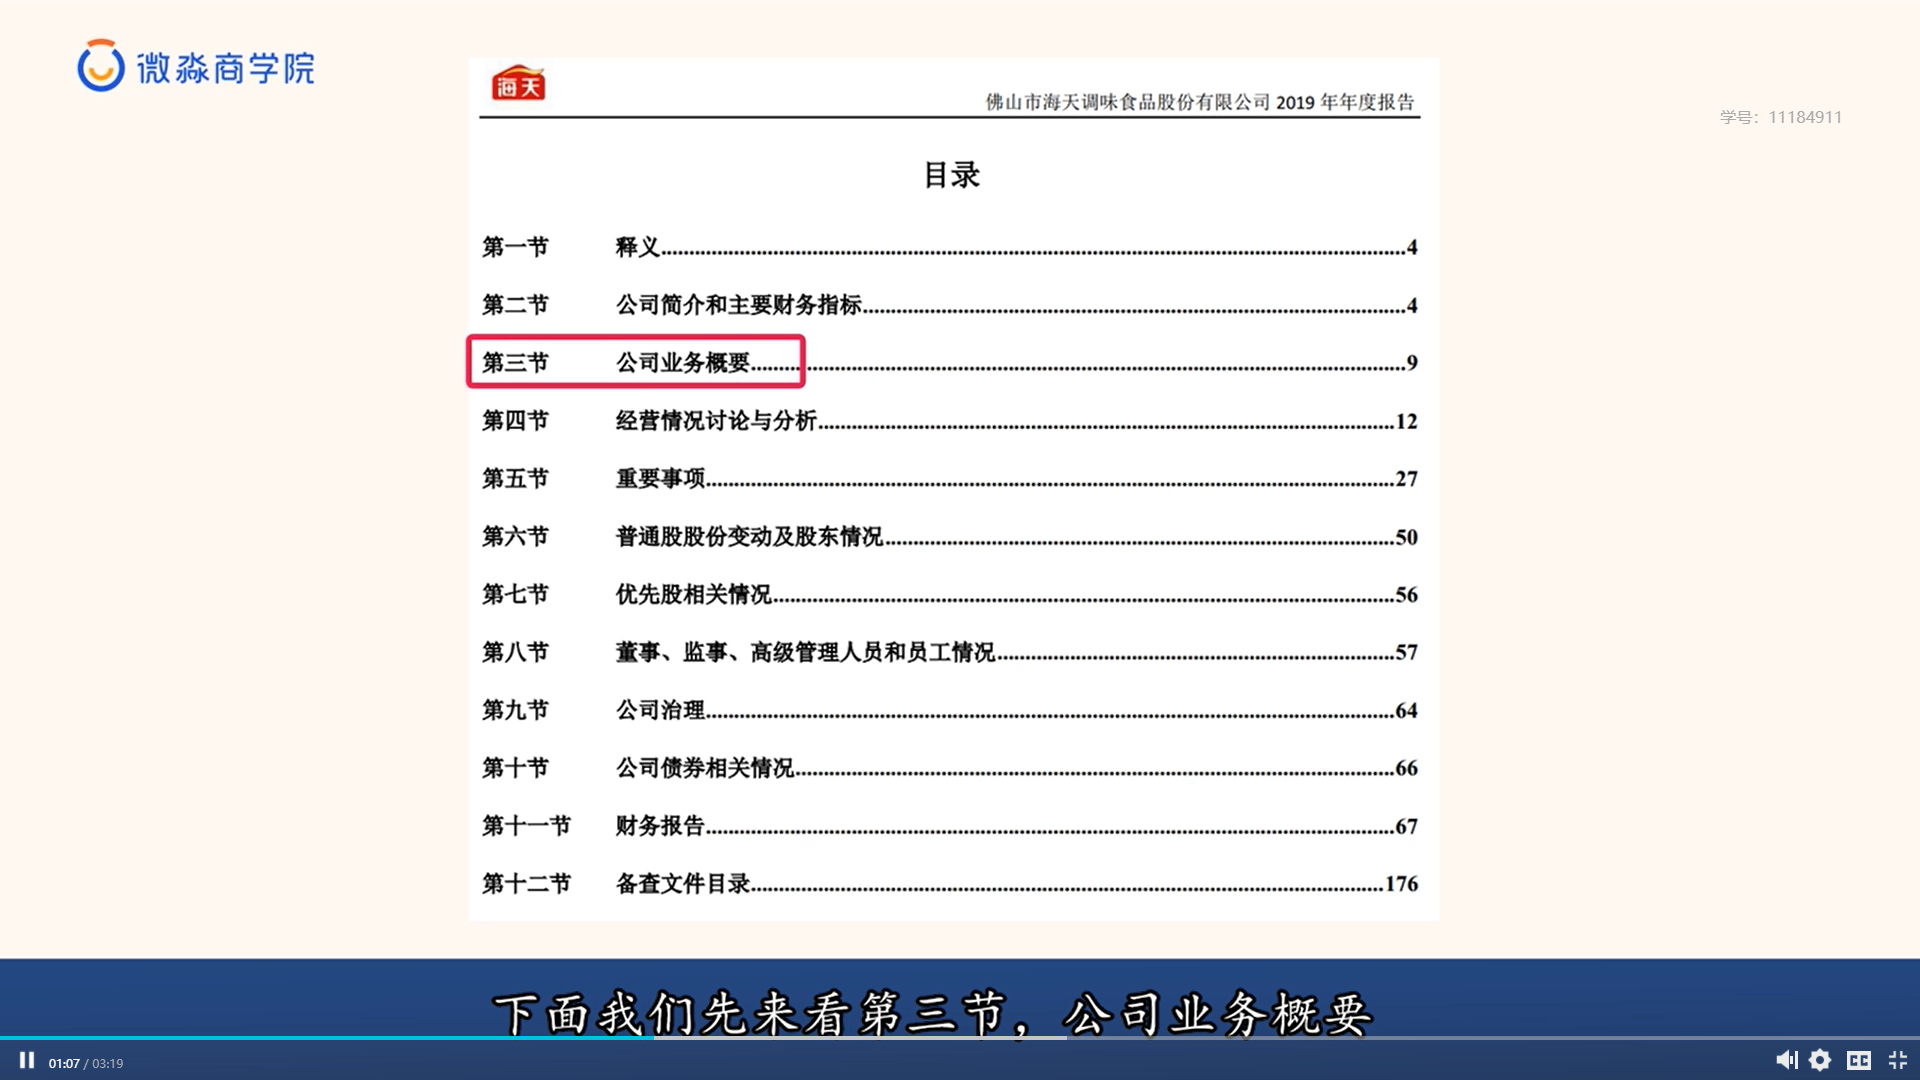 微淼商学院
海天
佛山市海天调味食品股份有限公司 2019 年年度报告
学号：11184911
目录
第一节 释义 4
第二节 公司简介和主要财务指标 4
第三节 公司业务概要 9
第四节 经营情况讨论与分析 12
第五节 重要事项 27
第六节 普通股股份变动及股东情况 50
第七节 优先股相关情况 56
第八节 董事、监事、高级管理人员和员工情况 57
第九节 公司治理 64
第十节 公司债券相关情况 66
第十一节 财务报告 67
第十二节 备查文件目录 176
下面我们先来看第三节，公司业务概要
01:07 / 03:19
CC